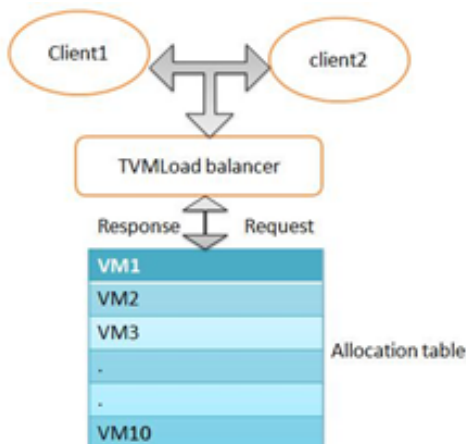 Client1
client2
TVMLoad balancer
Response
Request
VM1
VM2
VM3
.
.
VM10
Allocation table